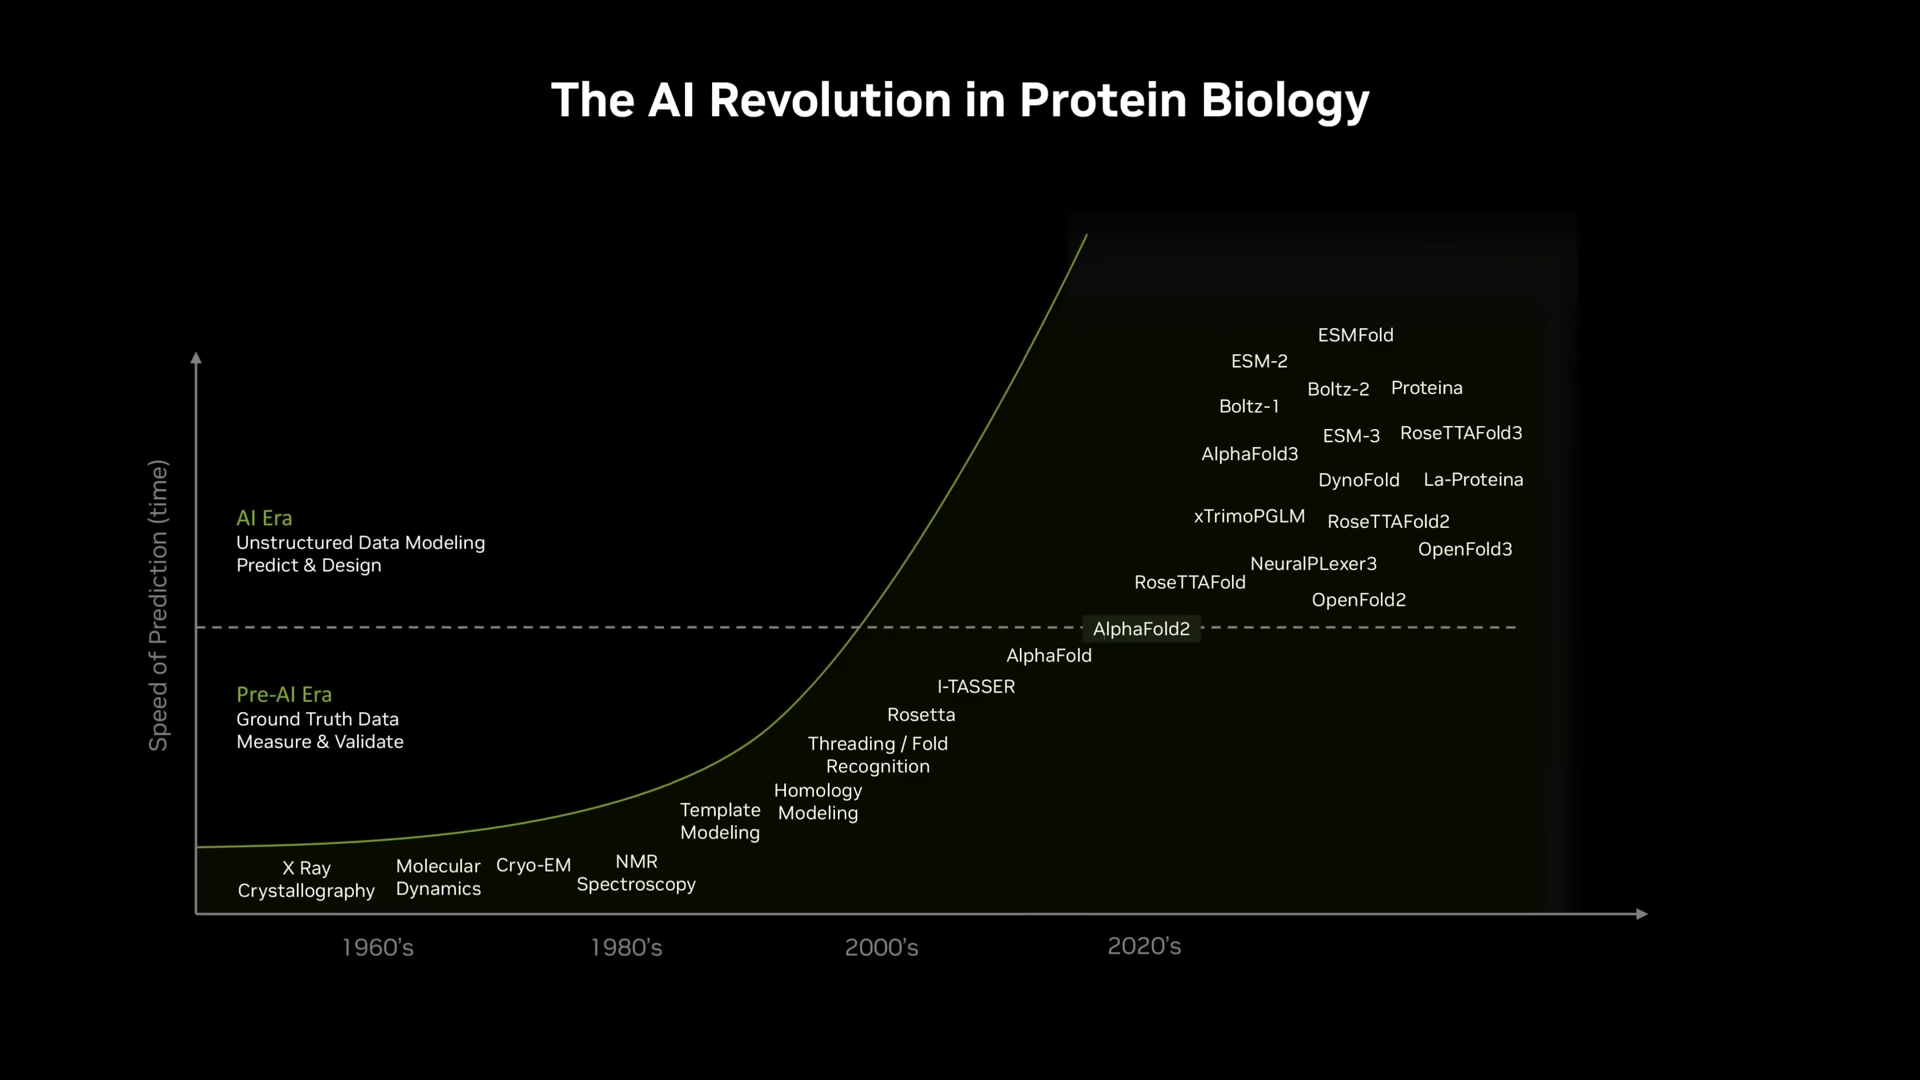 The AI Revolution in Protein Biology
Speed of Prediction (time)
AI Era
Unstructured Data Modeling
Predict & Design
Pre-AI Era
Ground Truth Data
Measure & Validate
X Ray
Crystallography
Molecular
Dynamics
Cryo-EM
NMR
Spectroscopy
Template
Modeling
Homology
Modeling
Threading / Fold
Recognition
Rosetta
I-TASSER
AlphaFold
AlphaFold2
RoseTTAFold
OpenFold2
NeuralPLexer3
OpenFold3
xTrimoPGLM
RoseTTAFold2
DynoFold
La-Proteina
AlphaFold3
ESM-3
RoseTTAFold3
Boltz-1
Boltz-2
Proteina
ESM-2
ESMFold
1960's
1980's
2000's
2020's